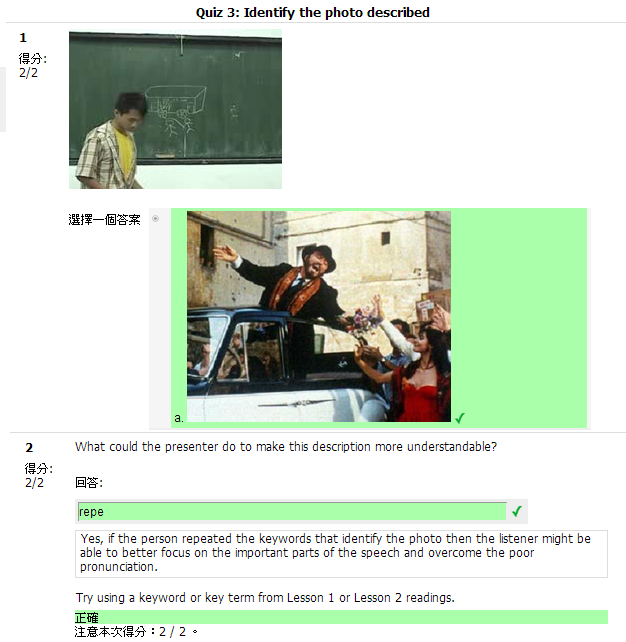 Quiz 3: Identify the photo described
1
得分:
2/2
選擇一個答案
a.
2
What could the presenter do to make this description more understandable?
得分:
2/2
回答:
repe
Yes, if the person repeated the keywords that identify the photo then the listener might be
able to better focus on the important parts of the speech and overcome the poor
pronunciation.
Try using a keyword or key term from Lesson 1 or Lesson 2 readings.
正確
注意本次得分：2 / 2。